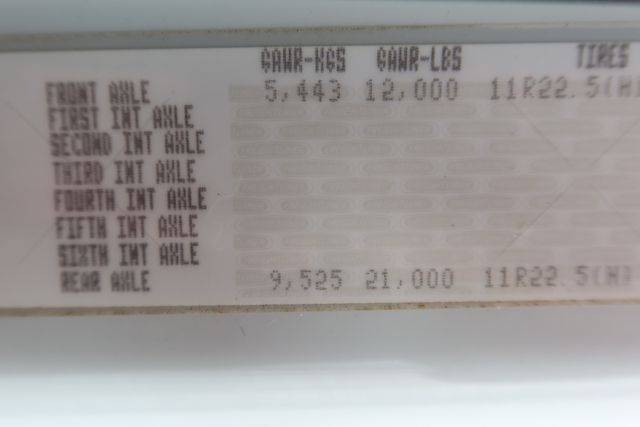 GAWR-KGS GAWR-LBS TIRES
FRONT AXLE 5,443 12,000 11R22.5(H)
FIRST INT AXLE
SECOND INT AXLE
THIRD INT AXLE
FOURTH INT AXLE
FIFTH INT AXLE
SIXTH INT AXLE
REAR AXLE 9,525 21,000 11R22.5(H)